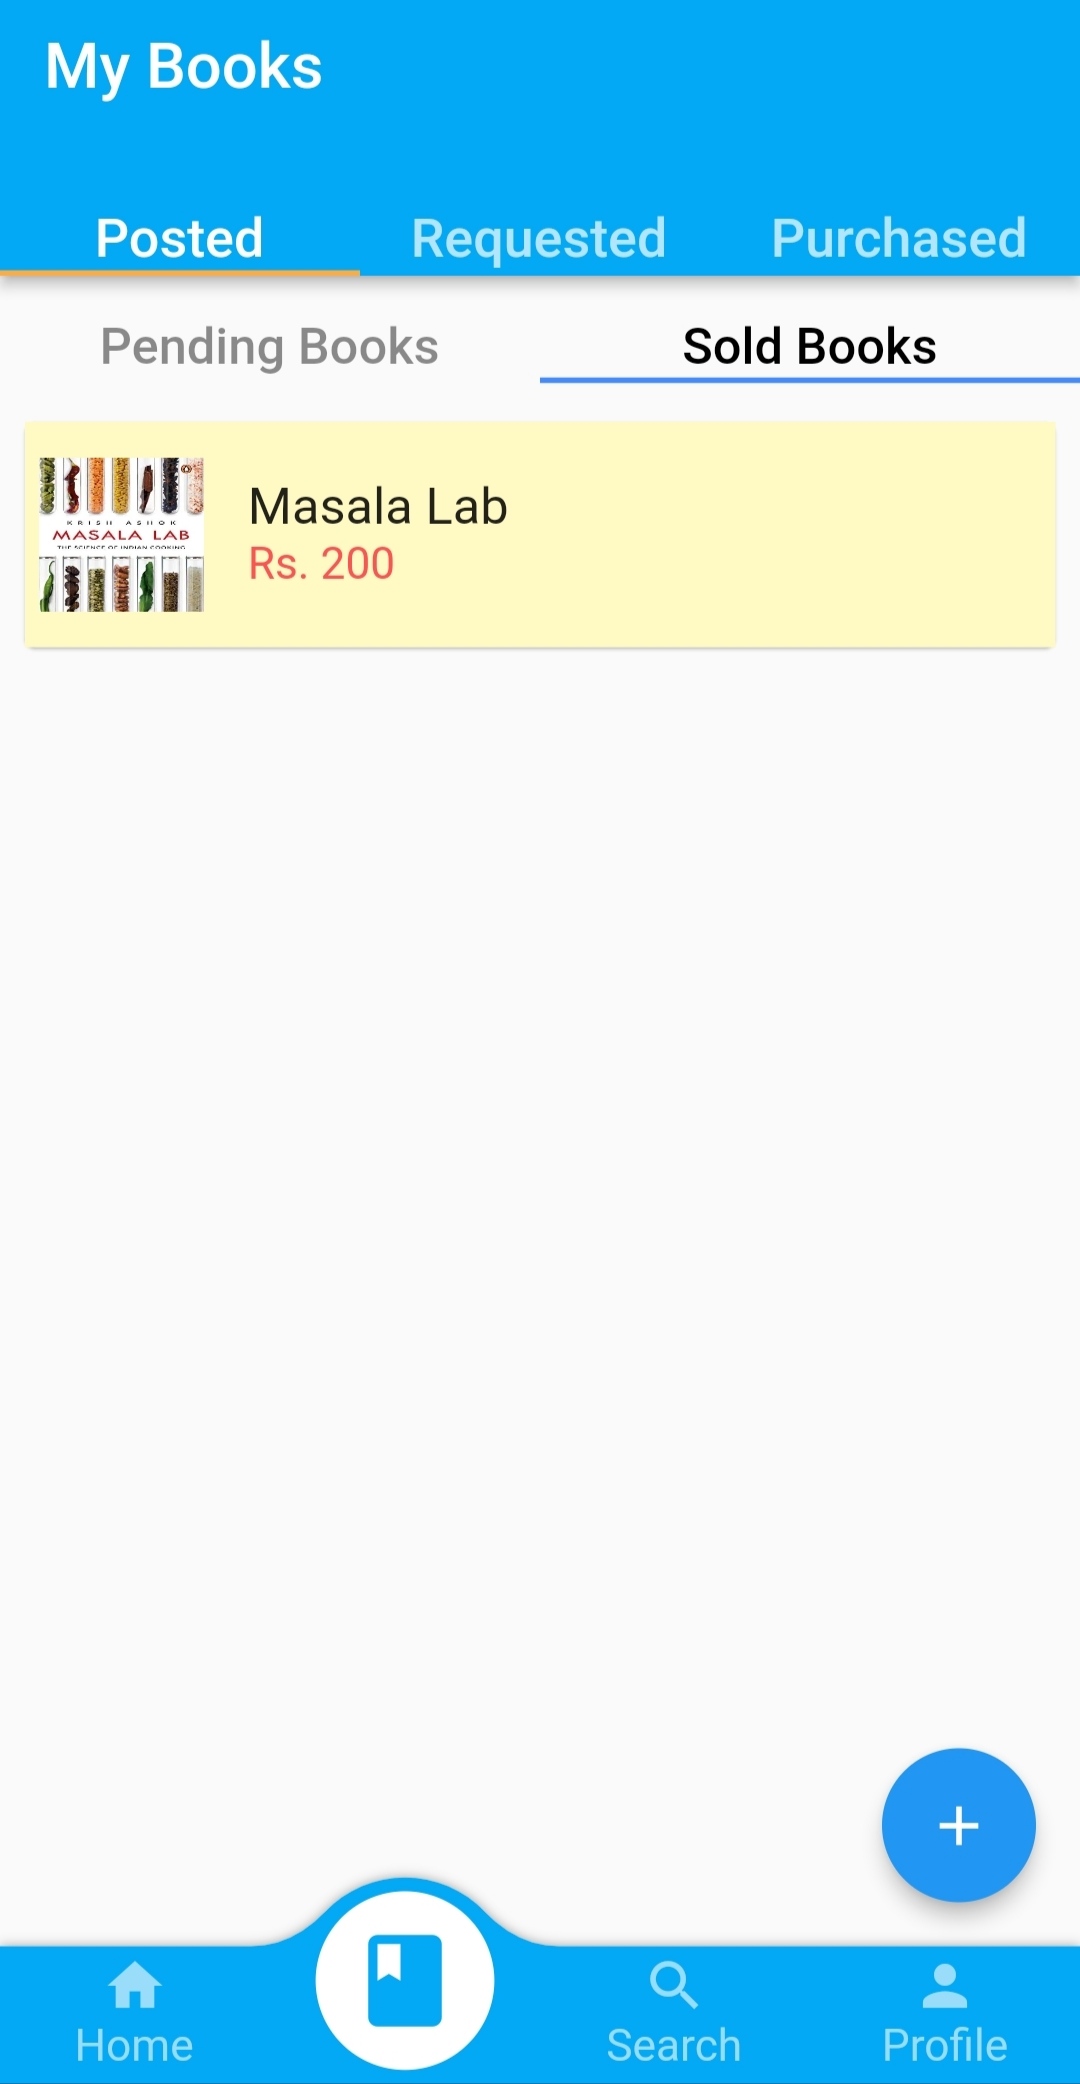 My Books
Posted Requested Purchased
Pending Books Sold Books
KRISH ASHOK
MASALA LAB
THE SCIENCE OF INDIAN COOKING
Masala Lab
Rs. 200
Home Search Profile